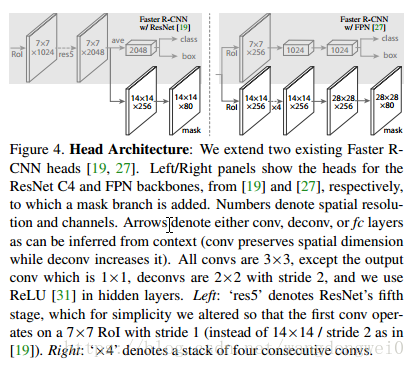 Faster R-CNN
w/ ResNet [19]
Faster R-CNN
w/ FPN [27]
RoI
7×7
×1024
res5
7×7
×2048
ave
2048
class
box
14×14
×256
14×14
×80
mask
RoI
7×7
×256
1024
1024
class
box
RoI
14×14
×256
×4
14×14
×256
28×28
×256
28×28
×80
mask
Figure 4. Head Architecture: We extend two existing Faster R-
CNN heads [19, 27]. Left/Right panels show the heads for the
ResNet C4 and FPN backbones, from [19] and [27], respectively,
to which a mask branch is added. Numbers denote spatial resolu-
tion and channels. Arrows denote either conv, deconv, or fc layers
as can be inferred from context (conv preserves spatial dimension
while deconv increases it). All convs are 3×3, except the output
conv which is 1×1, deconvs are 2×2 with stride 2, and we use
ReLU [31] in hidden layers. Left: ‘res5’ denotes ResNet’s fifth
stage, which for simplicity we altered so that the first conv oper-
ates on a 7×7 RoI with stride 1 (instead of 14×14 / stride 2 as in
[19]). Right: ‘×4’ denotes a stack of four consecutive convs.